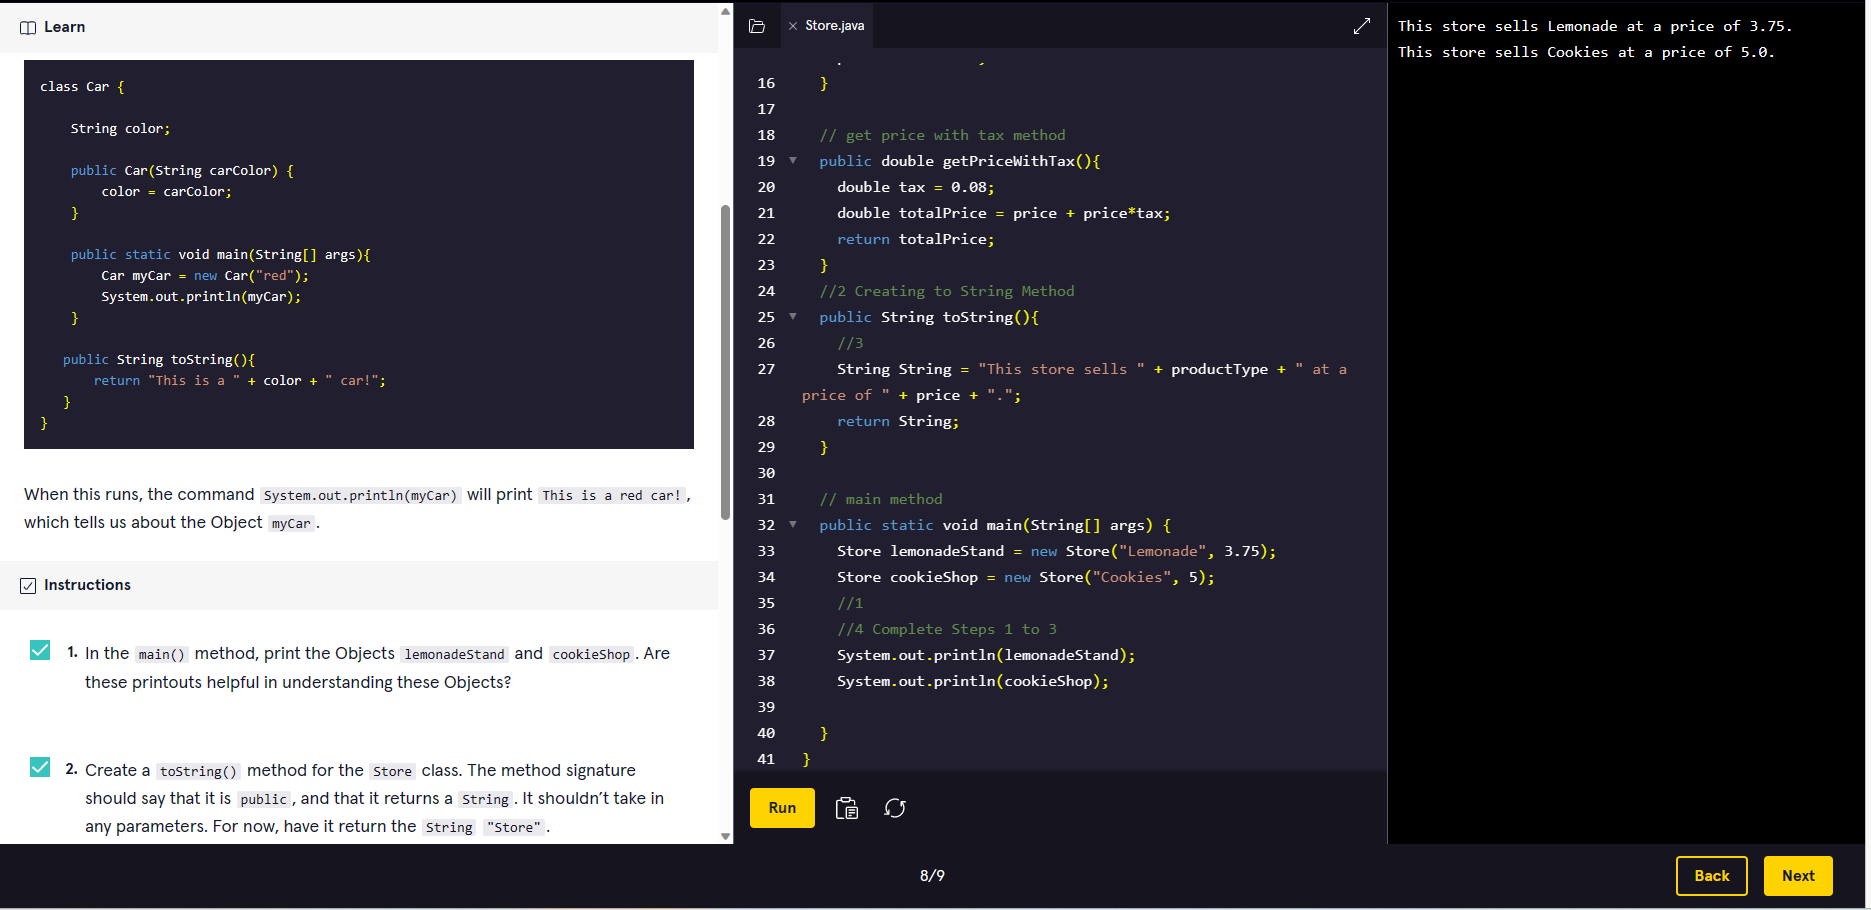 Learn
class Car {
String color;
public Car(String carColor) {
color = carColor;
}
public static void main(String[] args){
Car myCar = new Car("red");
System.out.println(myCar);
}
public String toString(){
return "This is a " + color + " car!";
}
}
When this runs, the command System.out.println(myCar) will print This is a red car! ,
which tells us about the Object myCar .
Instructions
1. In the main() method, print the Objects lemonadeStand and cookieShop . Are
these printouts helpful in understanding these Objects?
2. Create a toString() method for the Store class. The method signature
should say that it is public , and that it returns a String . It shouldn't take in
any parameters. For now, have it return the String "Store" .
× Store.java
16 }
17
18 // get price with tax method
19 ▼ public double getPriceWithTax(){
20 double tax = 0.08;
21 double totalPrice = price + price*tax;
22 return totalPrice;
23 }
24 //2 Creating to String Method
25 ▼ public String toString(){
26 //3
27 String String = "This store sells " + productType + " at a
price of " + price + ".";
28 return String;
29 }
30
31 // main method
32 ▼ public static void main(String[] args) {
33 Store lemonadeStand = new Store("Lemonade", 3.75);
34 Store cookieShop = new Store("Cookies", 5);
35 //1
36 //4 Complete Steps 1 to 3
37 System.out.println(lemonadeStand);
38 System.out.println(cookieShop);
39
40 }
41 }
Run
This store sells Lemonade at a price of 3.75.
This store sells Cookies at a price of 5.0.
8/9
Back
Next